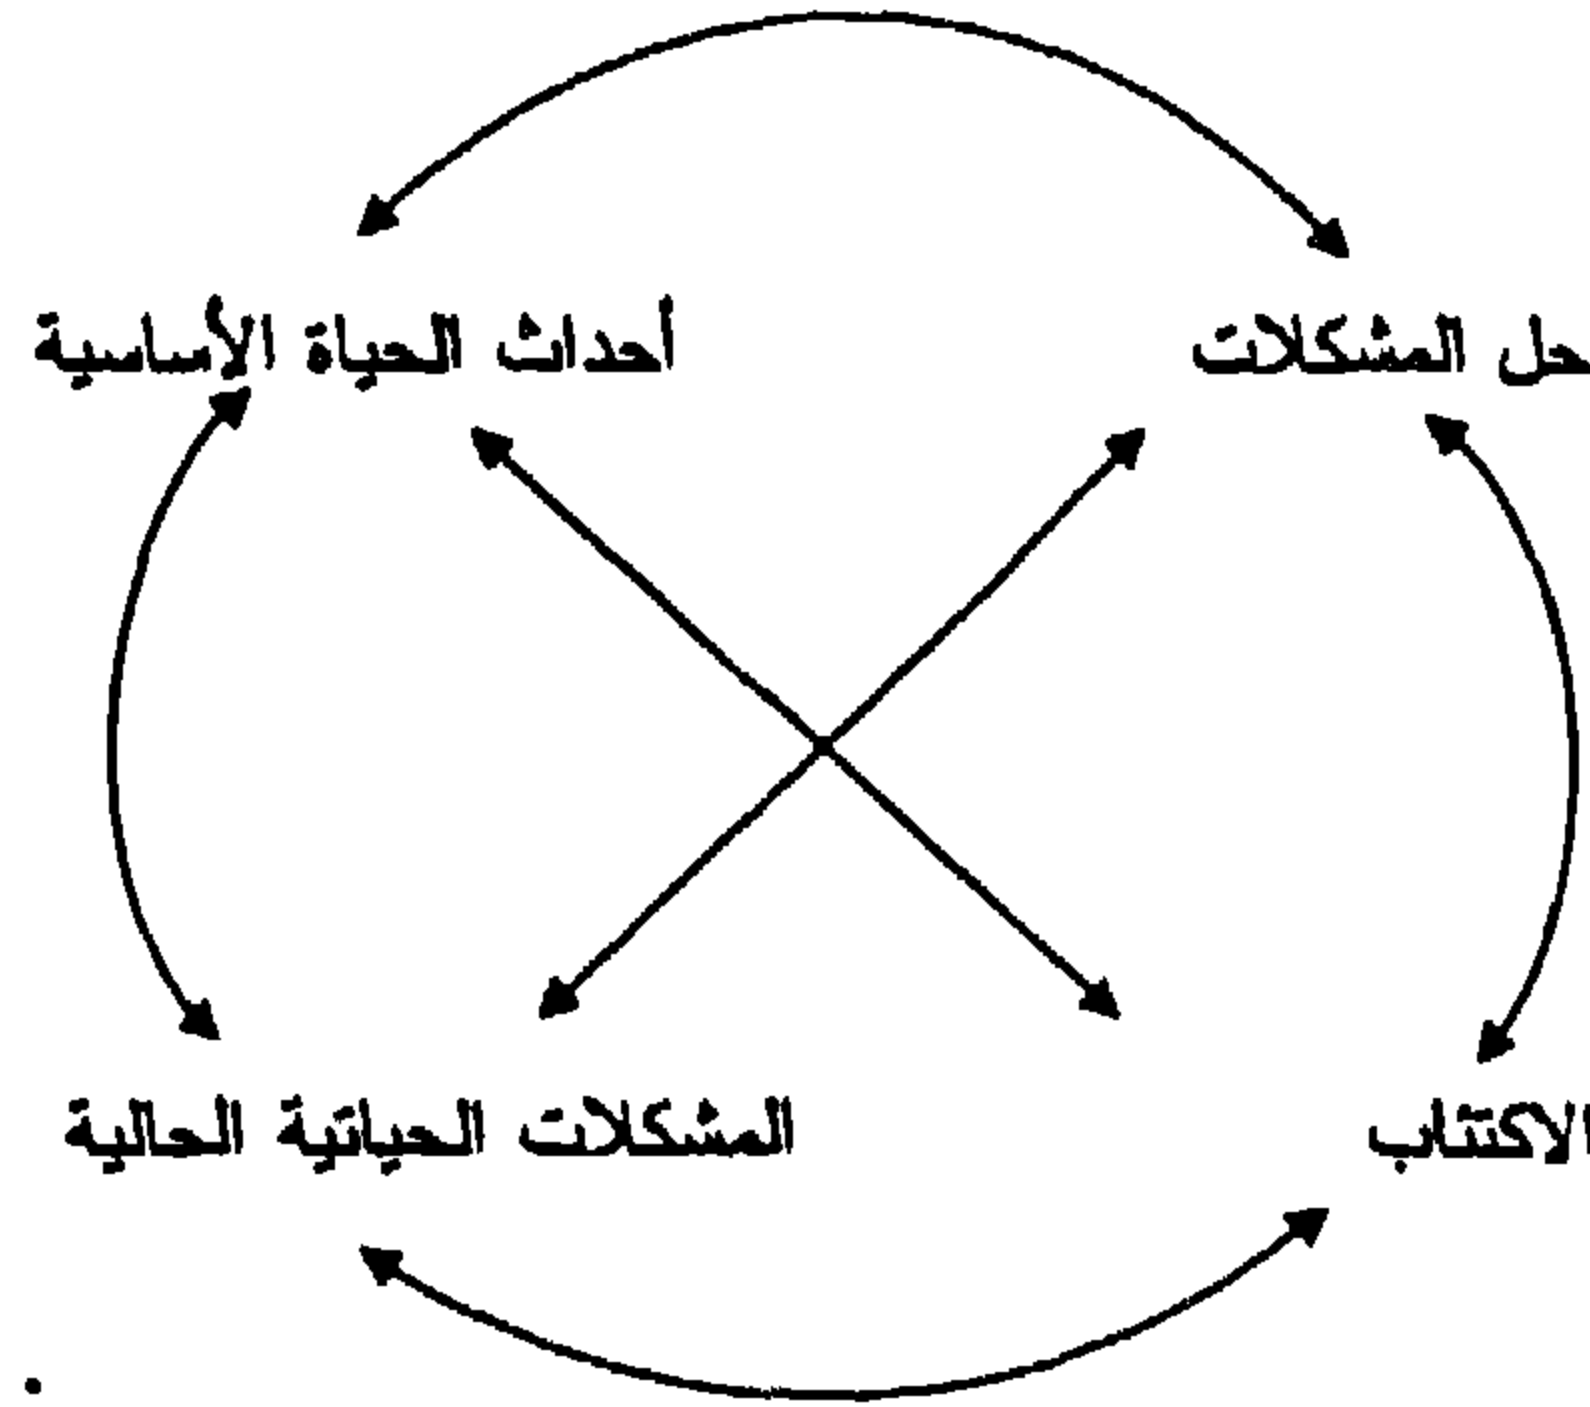 حل المشكلات
أحداث الحياة الأساسية
الاكتئاب
المشكلات الحياتية الحالية